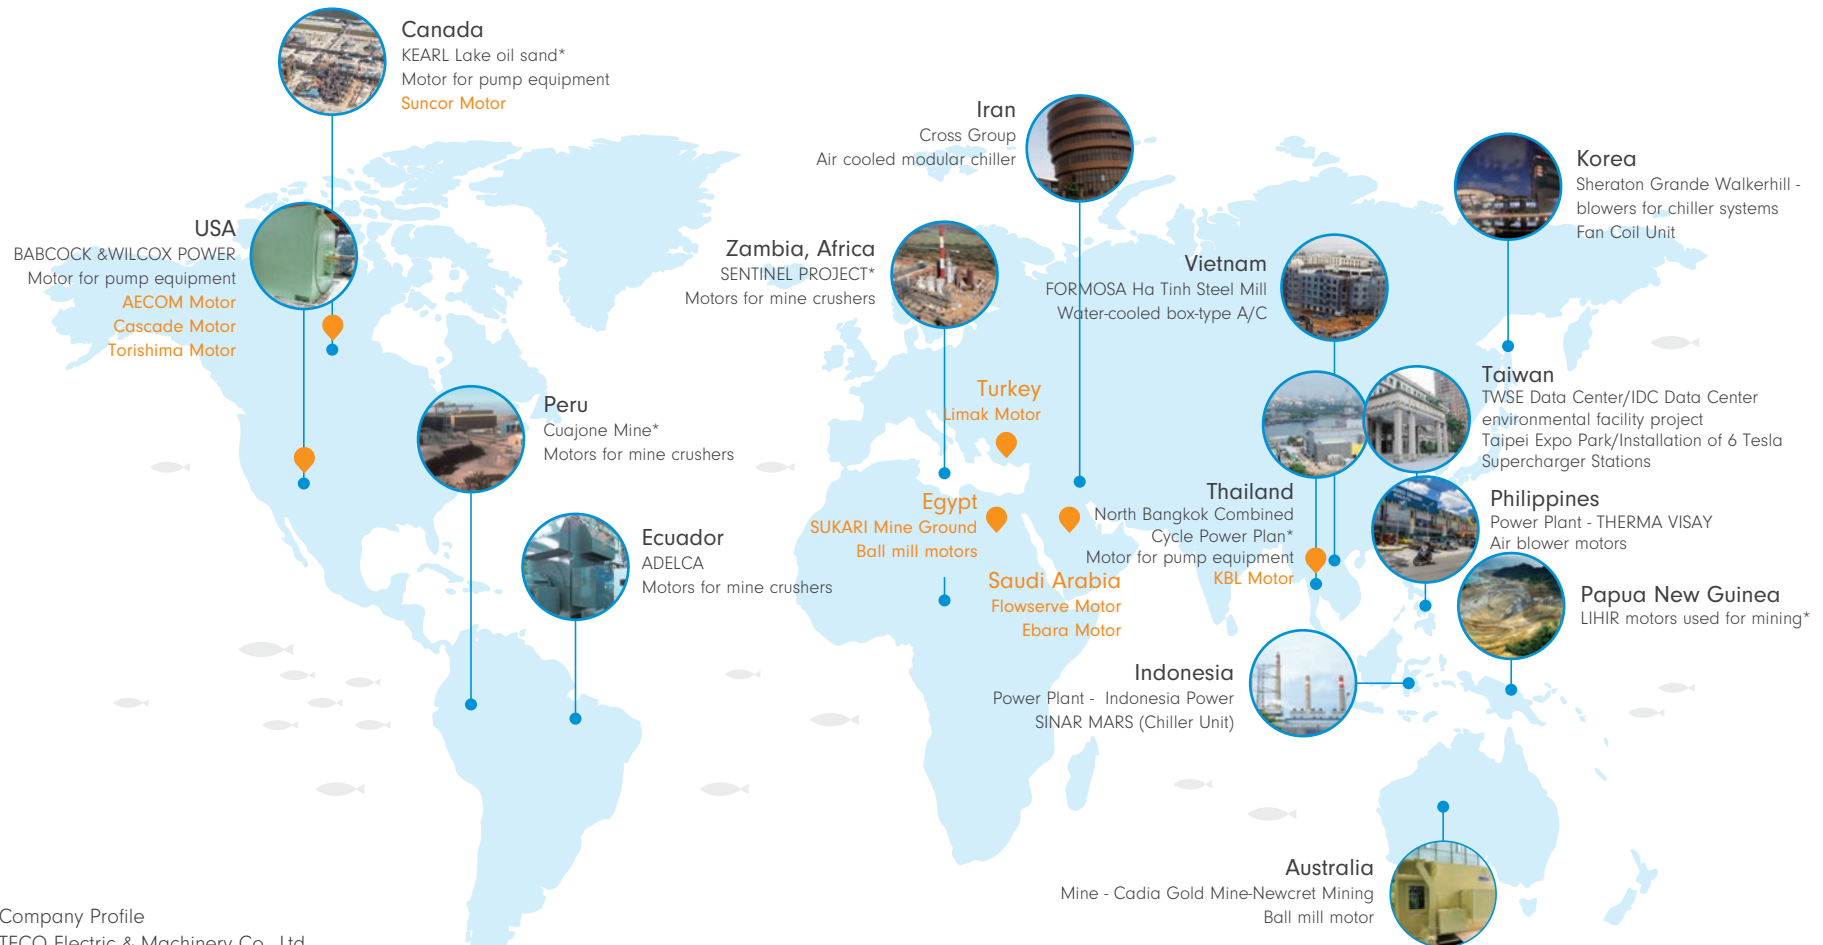 Canada
KEARL Lake oil sand*
Motor for pump equipment
Suncor Motor
Iran
Cross Group
Air cooled modular chiller
Korea
Sheraton Grande Walkerhill -
blowers for chiller systems
Fan Coil Unit
USA
BABCOCK &WILCOX POWER
Motor for pump equipment
AECOM Motor
Cascade Motor
Torishima Motor
Zambia, Africa
SENTINEL PROJECT*
Motors for mine crushers
Vietnam
FORMOSA Ha Tinh Steel Mill
Water-cooled box-type A/C
Peru
Cuajone Mine*
Motors for mine crushers
Turkey
Limak Motor
Taiwan
TWSE Data Center/IDC Data Center
environmental facility project
Taipei Expo Park/Installation of 6 Tesla
Supercharger Stations
Egypt
SUKARI Mine Ground
Ball mill motors
Thailand
North Bangkok Combined
Cycle Power Plan*
Motor for pump equipment
KBL Motor
Philippines
Power Plant - THERMA VISAY
Air blower motors
Ecuador
ADELCA
Motors for mine crushers
Saudi Arabia
Flowserve Motor
Ebara Motor
Papua New Guinea
LIHIR motors used for mining*
Indonesia
Power Plant - Indonesia Power
SINAR MARS (Chiller Unit)
Australia
Mine - Cadia Gold Mine-Newcret Mining
Ball mill motor
Company Profile
TECO Electric & Machinery Co., Ltd.